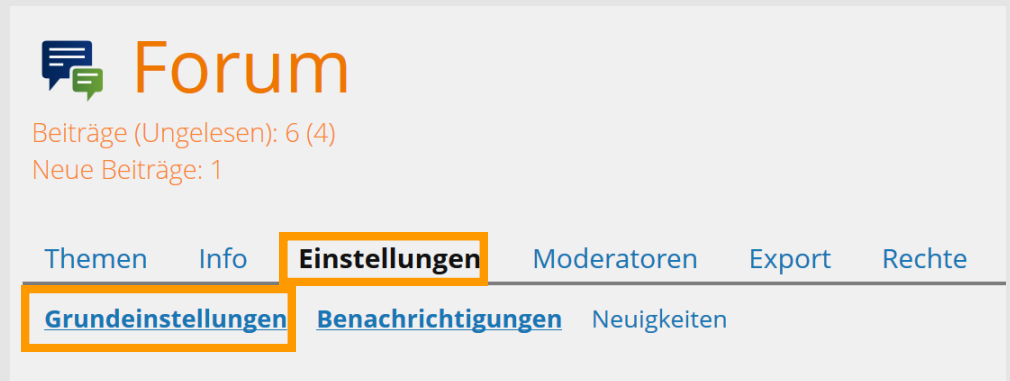 Forum
Beiträge (Ungelesen): 6 (4)
Neue Beiträge: 1
Themen Info Einstellungen Moderatoren Export Rechte
Grundeinstellungen Benachrichtigungen Neuigkeiten